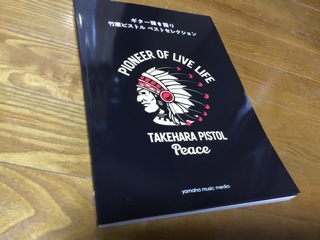 ギター弾き語り
竹原ピストル ベストセレクション
PIONEER OF LIVE LIFE
TAKEHARA PISTOL
Peace
yamaha music media